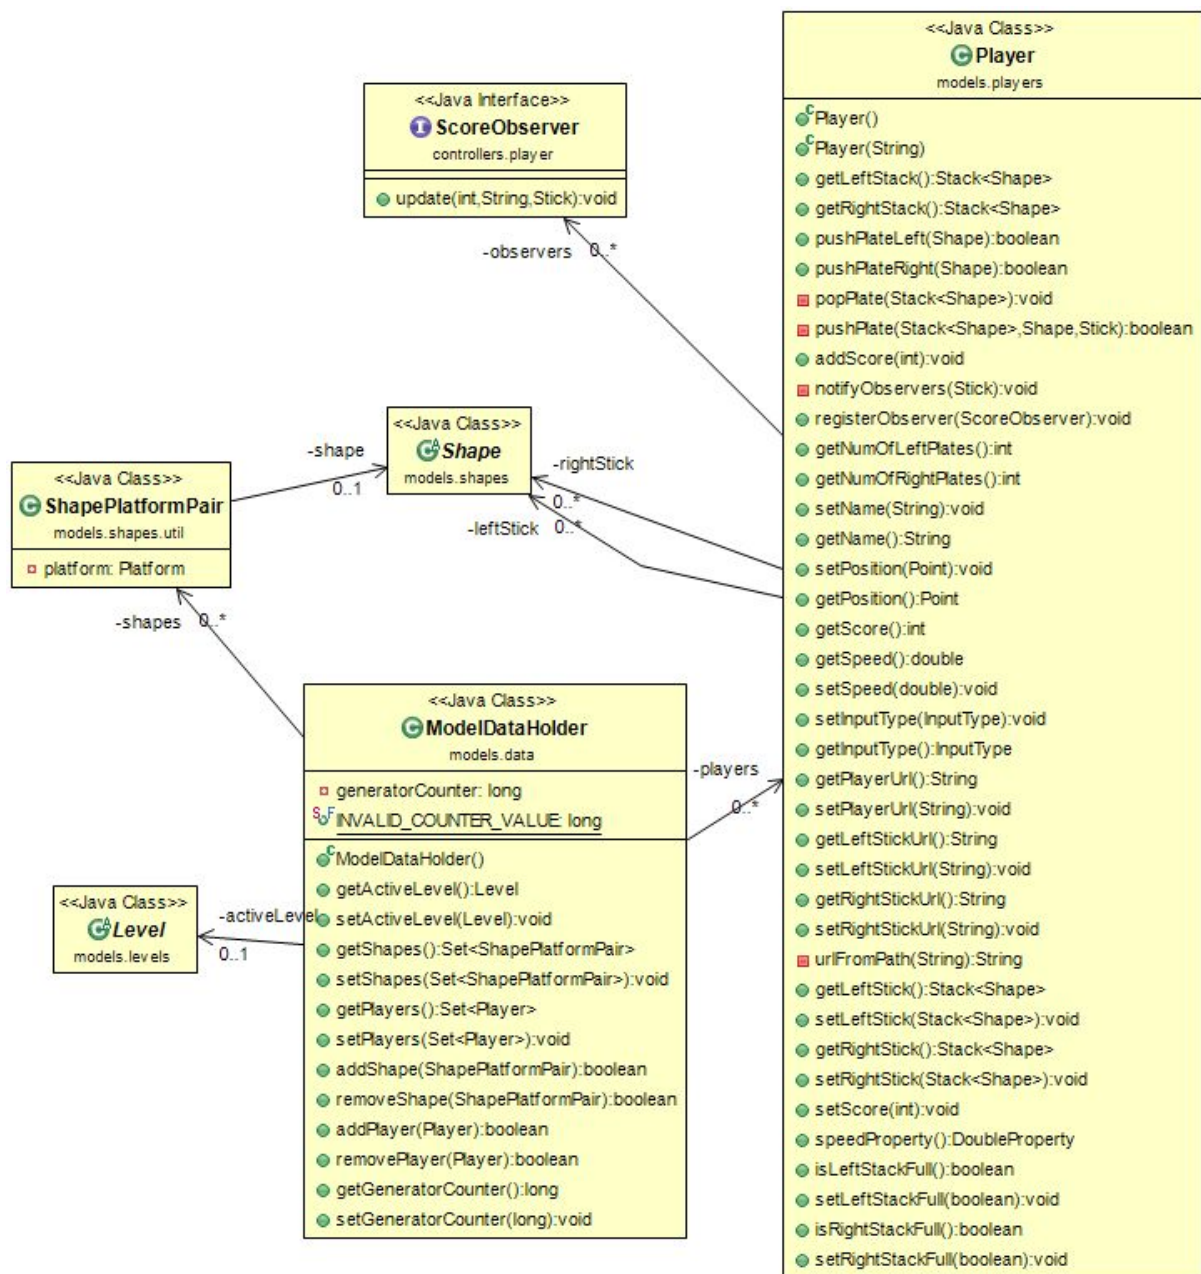 <<Java Class>>
Player
models.players
Player()
Player(String)
getLeftStack():Stack<Shape>
getRightStack():Stack<Shape>
pushPlateLeft(Shape):boolean
pushPlateRight(Shape):boolean
popPlate(Stack<Shape>):void
pushPlate(Stack<Shape>,Shape,Stick):boolean
addScore(int):void
notifyObservers(Stick):void
registerObserver(ScoreObserver):void
getNumOfLeftPlates():int
getNumOfRightPlates():int
setName(String):void
getName():String
setPosition(Point):void
getPosition():Point
getScore():int
getSpeed():double
setSpeed(double):void
setInputType(InputType):void
getInputType():InputType
getPlayerUrl():String
setPlayerUrl(String):void
getLeftStickUrl():String
setLeftStickUrl(String):void
getRightStickUrl():String
setRightStickUrl(String):void
urlFromPath(String):String
getLeftStick():Stack<Shape>
setLeftStick(Stack<Shape>):void
getRightStick():Stack<Shape>
setRightStick(Stack<Shape>):void
setScore(int):void
speedProperty():DoubleProperty
isLeftStackFull():boolean
setLeftStackFull(boolean):void
isRightStackFull():boolean
setRightStackFull(boolean):void
<<Java Interface>>
ScoreObserver
controllers.player
update(int,String,Stick):void
-observers 0..*
<<Java Class>>
Shape
models.shapes
-shape
0..1
-rightStick
0..*
-leftStick 0..*
<<Java Class>>
ShapePlatformPair
models.shapes.util
platform: Platform
-shapes 0..*
<<Java Class>>
ModelDataHolder
models.data
generatorCounter: long
INVALID_COUNTER_VALUE: long
ModelDataHolder()
getActiveLevel():Level
setActiveLevel(Level):void
getShapes():Set<ShapePlatformPair>
setShapes(Set<ShapePlatformPair>):void
getPlayers():Set<Player>
setPlayers(Set<Player>):void
addShape(ShapePlatformPair):boolean
removeShape(ShapePlatformPair):boolean
addPlayer(Player):boolean
removePlayer(Player):boolean
getGeneratorCounter():long
setGeneratorCounter(long):void
-players
0..*
<<Java Class>>
Level
models.levels
-activeLevel
0..1